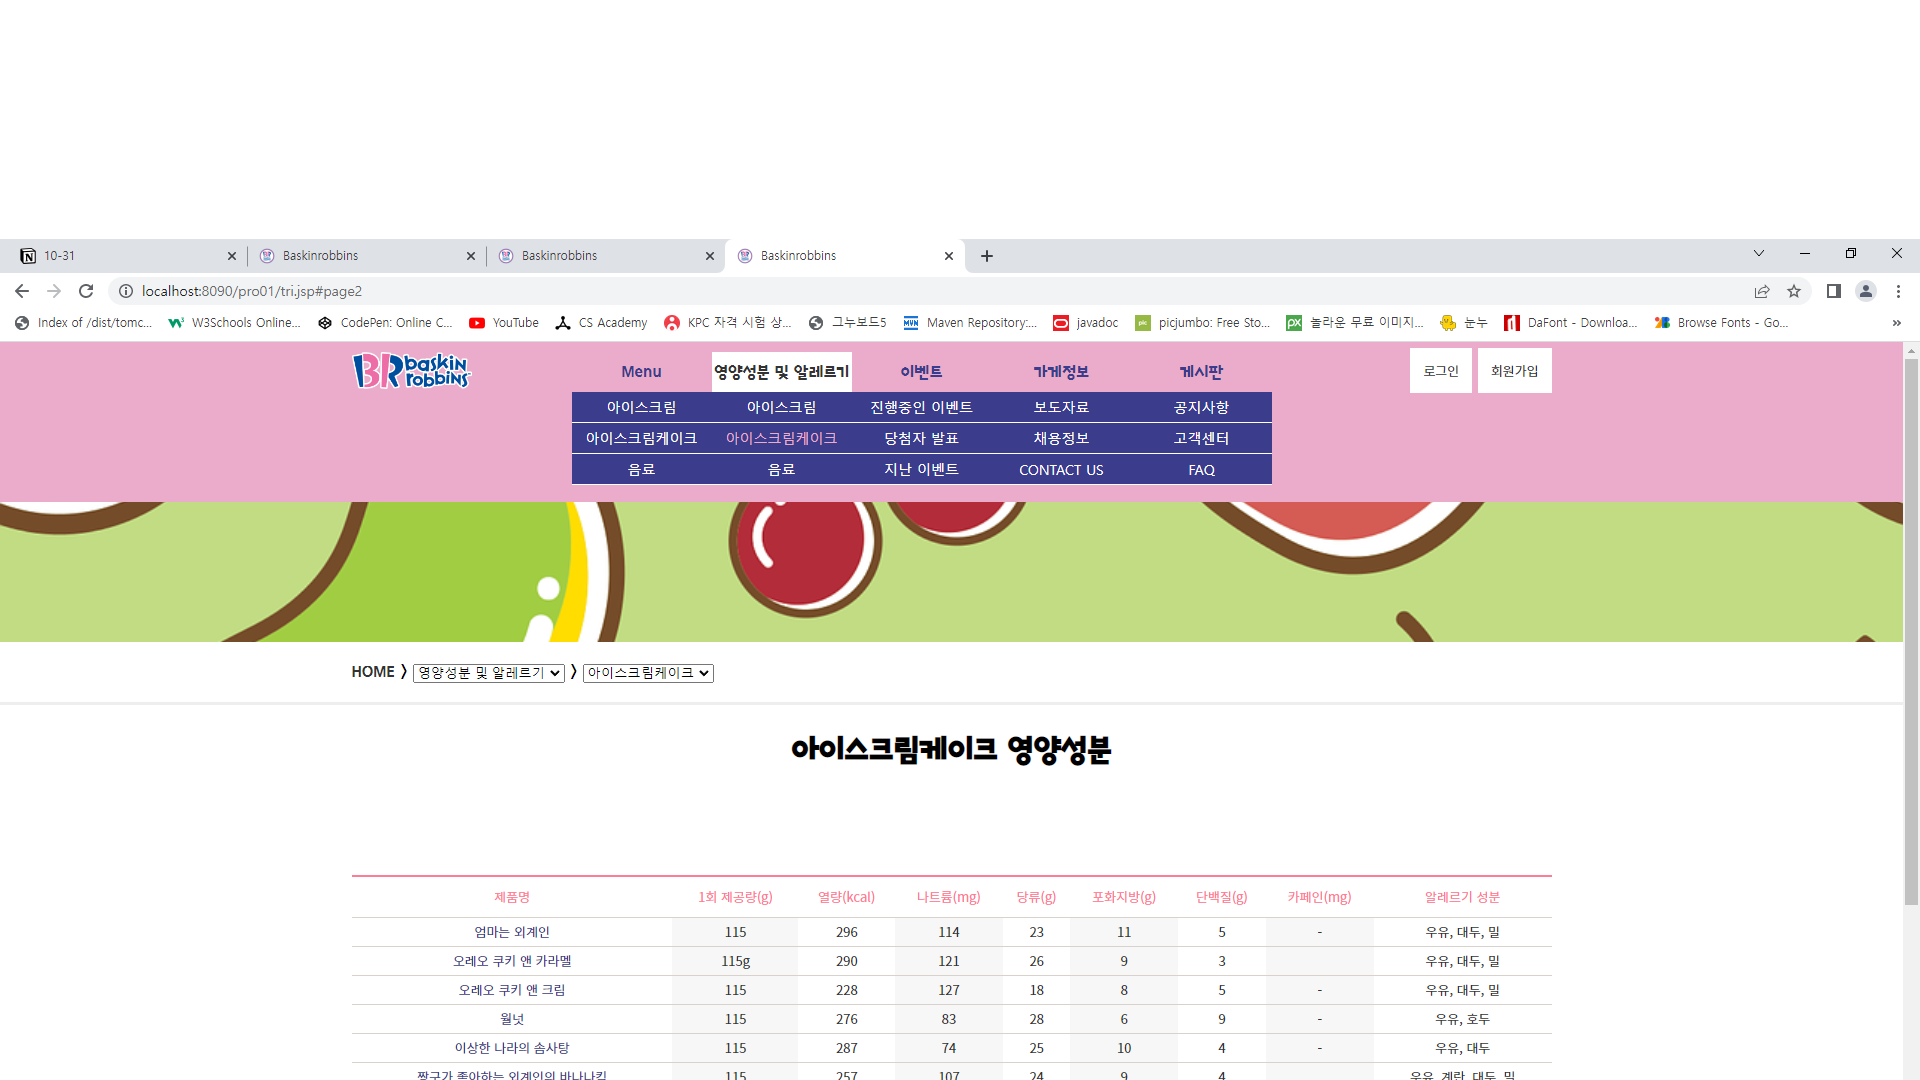 10-31 Baskinrobbins Baskinrobbins Baskinrobbins
localhost:8090/pro01/tri.jsp#page2
Index of /dist/tomc... W3Schools Online... CodePen: Online C... YouTube CS Academy KPC 자격 시험 상... 그누보드5 Maven Repository:... javadoc picjumbo: Free Sto... 놀라운 무료 이미지... 눈누 DaFont - Downloa... Browse Fonts - Go... »
BR baskin robbins Menu 영양성분 및 알레르기 이벤트 가게정보 게시판 로그인 회원가입
아이스크림 아이스크림 진행중인 이벤트 보도자료 공지사항
아이스크림케이크 아이스크림케이크 당첨자 발표 채용정보 고객센터
음료 음료 지난 이벤트 CONTACT US FAQ
HOME 〉 영양성분 및 알레르기 〉 아이스크림케이크
아이스크림케이크 영양성분
제품명 1회 제공량(g) 열량(kcal) 나트륨(mg) 당류(g) 포화지방(g) 단백질(g) 카페인(mg) 알레르기 성분
엄마는 외계인 115 296 114 23 11 5 - 우유, 대두, 밀
오레오 쿠키 앤 카라멜 115g 290 121 26 9 3 우유, 대두, 밀
오레오 쿠키 앤 크림 115 228 127 18 8 5 - 우유, 대두, 밀
월넛 115 276 83 28 6 9 - 우유, 호두
이상한 나라의 솜사탕 115 287 74 25 10 4 - 우유, 대두
짱구가 좋아하는 외계인의 바나나킥 115 257 107 24 9 4 우유, 계란, 대두, 밀